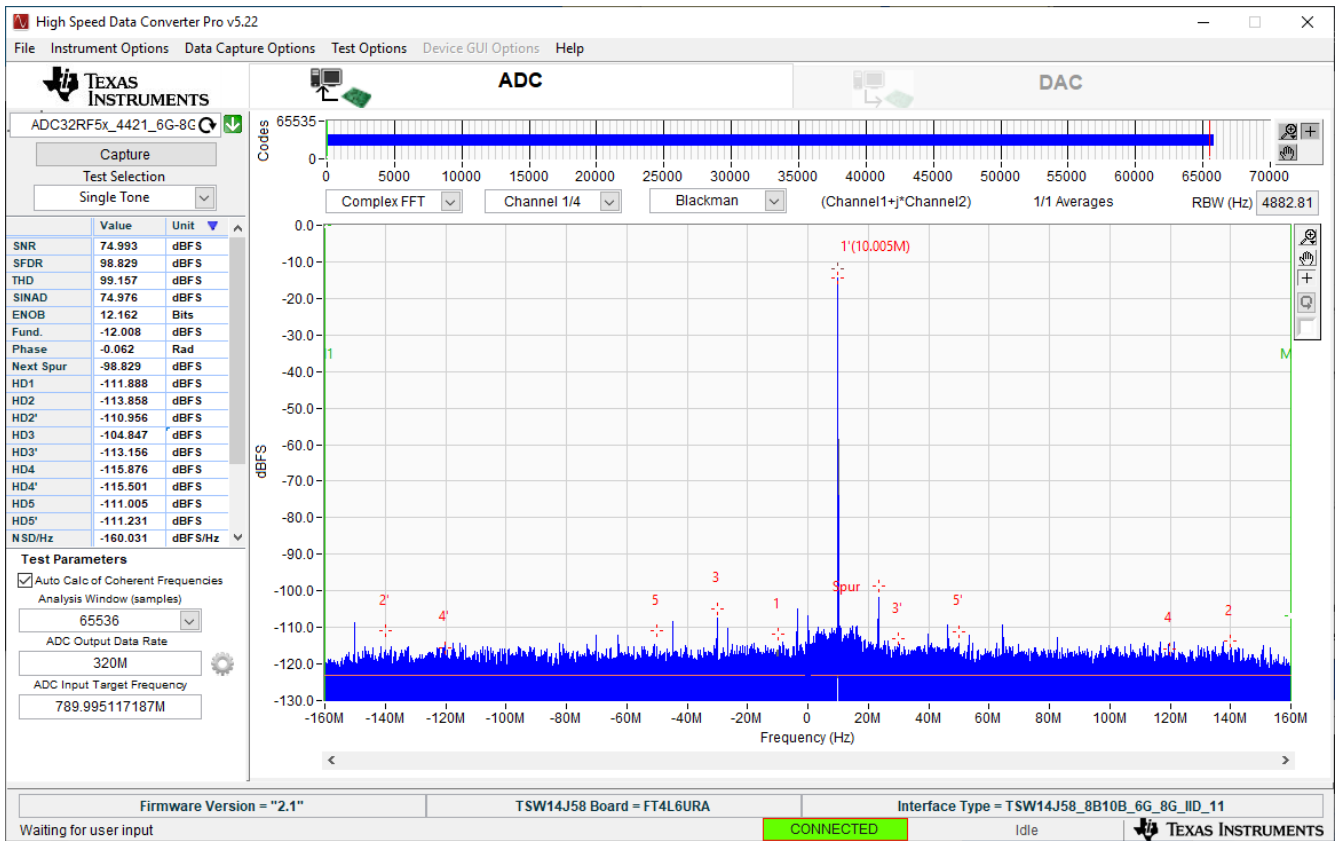 High Speed Data Converter Pro v5.22
File Instrument Options Data Capture Options Test Options Device GUI Options Help
TEXAS INSTRUMENTS
ADC
DAC
ADC32RF5x_4421_6G-8G
Capture
Test Selection
Single Tone
Value Unit
SNR 74.993 dBFS
SFDR 98.829 dBFS
THD 99.157 dBFS
SINAD 74.976 dBFS
ENOB 12.162 Bits
Fund. -12.008 dBFS
Phase -0.062 Rad
Next Spur -98.829 dBFS
HD1 -111.888 dBFS
HD2 -113.858 dBFS
HD2' -110.956 dBFS
HD3 -104.847 dBFS
HD3' -113.156 dBFS
HD4 -115.876 dBFS
HD4' -115.501 dBFS
HD5 -111.005 dBFS
HD5' -111.231 dBFS
NSD/Hz -160.031 dBFS/Hz
Test Parameters
Auto Calc of Coherent Frequencies
Analysis Window (samples)
65536
ADC Output Data Rate
320M
ADC Input Target Frequency
789.995117187M
Codes
65535
0
0 5000 10000 15000 20000 25000 30000 35000 40000 45000 50000 55000 60000 65000 70000
Complex FFT Channel 1/4 Blackman (Channel1+j*Channel2) 1/1 Averages RBW (Hz) 4882.81
dBFS
0.0
-10.0
-20.0
-30.0
-40.0
-50.0
-60.0
-70.0
-80.0
-90.0
-100.0
-110.0
-120.0
-130.0
1'(10.005M)
1 M
Spur
3
2' 4' 5 1 3' 5' 4 2
-160M -140M -120M -100M -80M -60M -40M -20M 0 20M 40M 60M 80M 100M 120M 140M 160M
Frequency (Hz)
Firmware Version = "2.1" TSW14J58 Board = FT4L6URA Interface Type = TSW14J58_8B10B_6G_8G_IID_11
Waiting for user input CONNECTED Idle TEXAS INSTRUMENTS